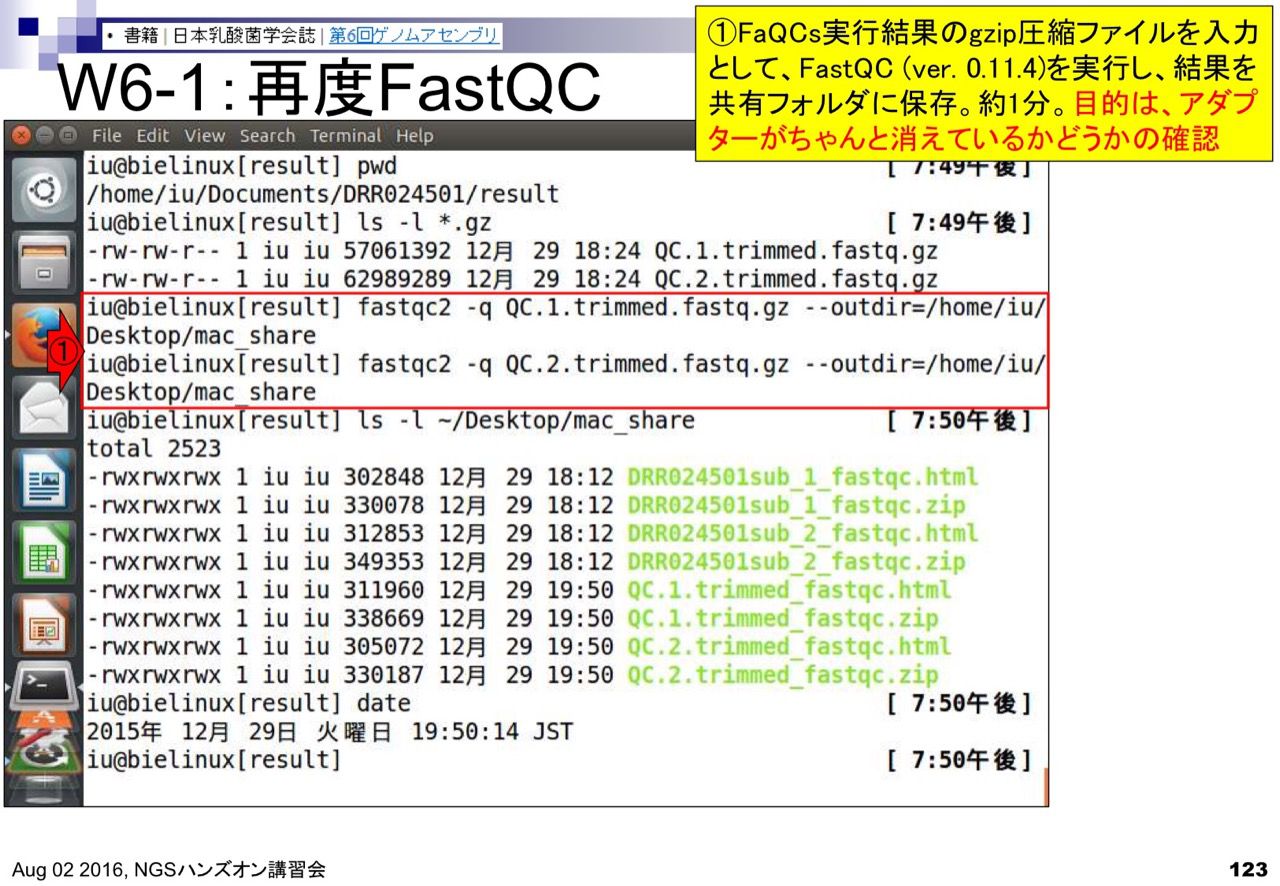 • 書籍 | 日本乳酸菌学会誌 | 第6回ゲノムアセンブリ
W6-1：再度FastQC
①FaQCs実行結果のgzip圧縮ファイルを入力
として、FastQC (ver. 0.11.4)を実行し、結果を
共有フォルダに保存。約1分。目的は、アダプ
ターがちゃんと消えているかどうかの確認
File Edit View Search Terminal Help
iu@bielinux[result] pwd [ 7:49午後]
/home/iu/Documents/DRR024501/result
iu@bielinux[result] ls -l *.gz [ 7:49午後]
-rw-rw-r-- 1 iu iu 57061392 12月 29 18:24 QC.1.trimmed.fastq.gz
-rw-rw-r-- 1 iu iu 62989289 12月 29 18:24 QC.2.trimmed.fastq.gz
iu@bielinux[result] fastqc2 -q QC.1.trimmed.fastq.gz --outdir=/home/iu/
Desktop/mac_share
①
iu@bielinux[result] fastqc2 -q QC.2.trimmed.fastq.gz --outdir=/home/iu/
Desktop/mac_share
iu@bielinux[result] ls -l ~/Desktop/mac_share [ 7:50午後]
total 2523
-rwxrwxrwx 1 iu iu 302848 12月 29 18:12 DRR024501sub_1_fastqc.html
-rwxrwxrwx 1 iu iu 330078 12月 29 18:12 DRR024501sub_1_fastqc.zip
-rwxrwxrwx 1 iu iu 312853 12月 29 18:12 DRR024501sub_2_fastqc.html
-rwxrwxrwx 1 iu iu 349353 12月 29 18:12 DRR024501sub_2_fastqc.zip
-rwxrwxrwx 1 iu iu 311960 12月 29 19:50 QC.1.trimmed_fastqc.html
-rwxrwxrwx 1 iu iu 338669 12月 29 19:50 QC.1.trimmed_fastqc.zip
-rwxrwxrwx 1 iu iu 305072 12月 29 19:50 QC.2.trimmed_fastqc.html
-rwxrwxrwx 1 iu iu 330187 12月 29 19:50 QC.2.trimmed_fastqc.zip
iu@bielinux[result] date [ 7:50午後]
2015年 12月 29日 火曜日 19:50:14 JST
iu@bielinux[result] [ 7:50午後]
Aug 02 2016, NGSハンズオン講習会
123